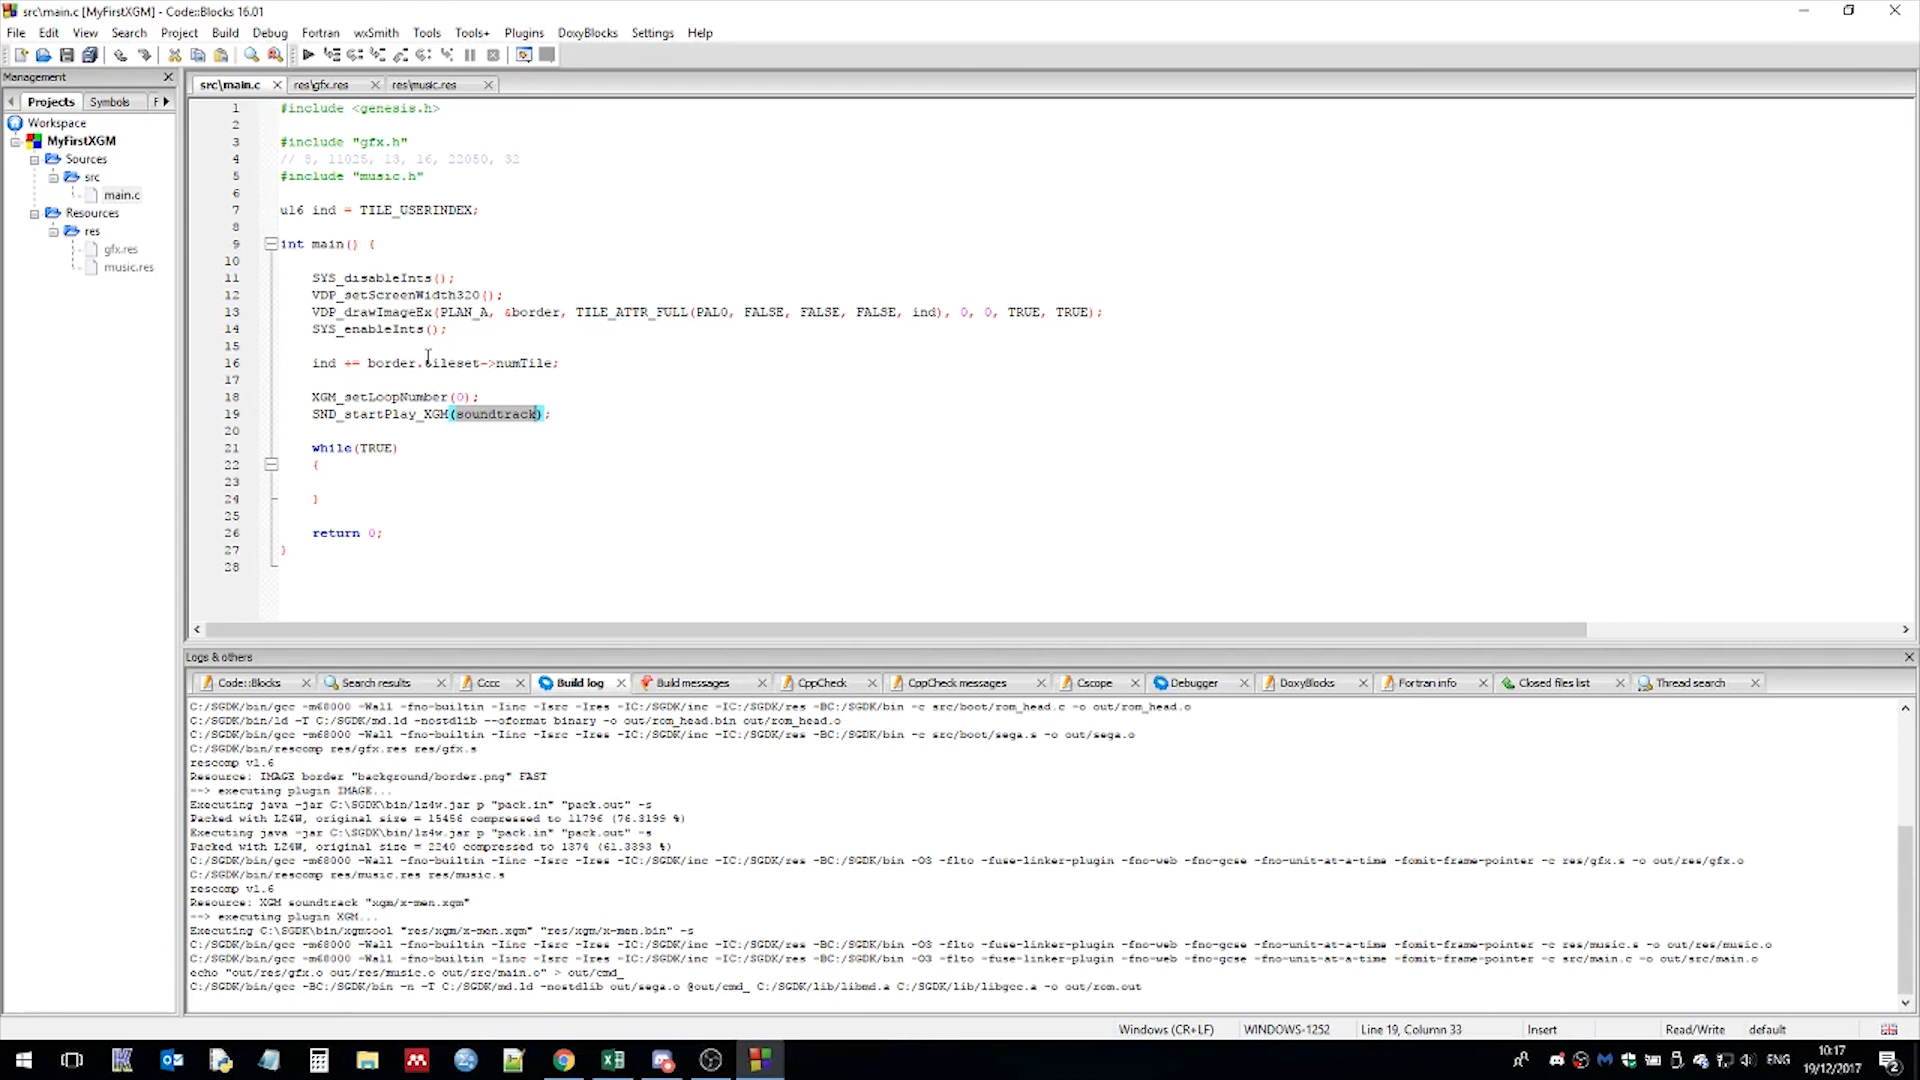 src\main.c [MyFirstXGM] - Code::Blocks 16.01
File Edit View Search Project Build Debug Fortran wxSmith Tools Tools+ Plugins DoxyBlocks Settings Help
Management
Projects Symbols F
Workspace
MyFirstXGM
Sources
src
main.c
Resources
res
gfx.res
music.res
src\main.c res\gfx.res res\music.res
1 #include <genesis.h>
2
3 #include "gfx.h"
4 // 8, 11025, 13, 16, 22050, 32
5 #include "music.h"
6
7 u16 ind = TILE_USERINDEX;
8
9 int main() {
10
11 SYS_disableInts();
12 VDP_setScreenWidth320();
13 VDP_drawImageEx(PLAN_A, &border, TILE_ATTR_FULL(PAL0, FALSE, FALSE, FALSE, ind), 0, 0, TRUE, TRUE);
14 SYS_enableInts();
15
16 ind += border.tileset->numTile;
17
18 XGM_setLoopNumber(0);
19 SND_startPlay_XGM(soundtrack);
20
21 while(TRUE)
22 {
23
24 }
25
26 return 0;
27 }
28
Logs & others
Code::Blocks Search results Cccc Build log Build messages CppCheck CppCheck messages Cscope Debugger DoxyBlocks Fortran info Closed files list Thread search
C:/SGDK/bin/gcc -m68000 -Wall -fno-builtin -Iinc -Isrc -Ires -IC:/SGDK/inc -IC:/SGDK/res -BC:/SGDK/bin -c src/boot/rom_head.c -o out/rom_head.o
C:/SGDK/bin/ld -T C:/SGDK/md.ld -nostdlib --oformat binary -o out/rom_head.bin out/rom_head.o
C:/SGDK/bin/gcc -m68000 -Wall -fno-builtin -Iinc -Isrc -Ires -IC:/SGDK/inc -IC:/SGDK/res -BC:/SGDK/bin -c src/boot/sega.s -o out/sega.o
C:/SGDK/bin/rescomp res/gfx.res res/gfx.s
rescomp v1.6
Resource: IMAGE border "background/border.png" FAST
--> executing plugin IMAGE...
Executing java -jar C:\SGDK\bin/lz4w.jar p "pack.in" "pack.out" -s
Packed with LZ4W, original size = 15456 compressed to 11796 (76.3199 %)
Executing java -jar C:\SGDK\bin/lz4w.jar p "pack.in" "pack.out" -s
Packed with LZ4W, original size = 2240 compressed to 1374 (61.3393 %)
C:/SGDK/bin/gcc -m68000 -Wall -fno-builtin -Iinc -Isrc -Ires -IC:/SGDK/inc -IC:/SGDK/res -BC:/SGDK/bin -O3 -flto -fuse-linker-plugin -fno-web -fno-gcse -fno-unit-at-a-time -fomit-frame-pointer -c res/gfx.s -o out/res/gfx.o
C:/SGDK/bin/rescomp res/music.res res/music.s
rescomp v1.6
Resource: XGM soundtrack "xgm/x-men.xgm"
--> executing plugin XGM...
Executing C:\SGDK\bin/xgmtool "res/xgm/x-men.xgm" "res/xgm/x-men.bin" -s
C:/SGDK/bin/gcc -m68000 -Wall -fno-builtin -Iinc -Isrc -Ires -IC:/SGDK/inc -IC:/SGDK/res -BC:/SGDK/bin -O3 -flto -fuse-linker-plugin -fno-web -fno-gcse -fno-unit-at-a-time -fomit-frame-pointer -c res/music.s -o out/res/music.o
C:/SGDK/bin/gcc -m68000 -Wall -fno-builtin -Iinc -Isrc -Ires -IC:/SGDK/inc -IC:/SGDK/res -BC:/SGDK/bin -O3 -flto -fuse-linker-plugin -fno-web -fno-gcse -fno-unit-at-a-time -fomit-frame-pointer -c src/main.c -o out/src/main.o
echo "out/res/gfx.o out/res/music.o out/src/main.o" > out/cmd_
C:/SGDK/bin/gcc -BC:/SGDK/bin -n -T C:/SGDK/md.ld -nostdlib out/sega.o @out/cmd_ C:/SGDK/lib/libmd.a C:/SGDK/lib/libgcc.a -o out/rom.out
Windows (CR+LF) WINDOWS-1252 Line 19, Column 33 Insert Read/Write default
ENG 10:17
19/12/2017
2